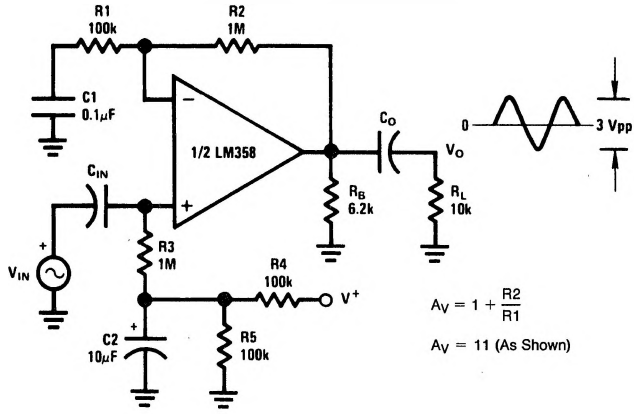 R1
100k
R2
1M
C1
0.1μF
−
1/2 LM358
+
CIN
+
VIN
R3
1M
R4
100k
V+
+
C2
10μF
R5
100k
CO
VO
RB
6.2k
RL
10k
0
3 Vpp
AV = 1 + R2/R1
AV = 11 (As Shown)